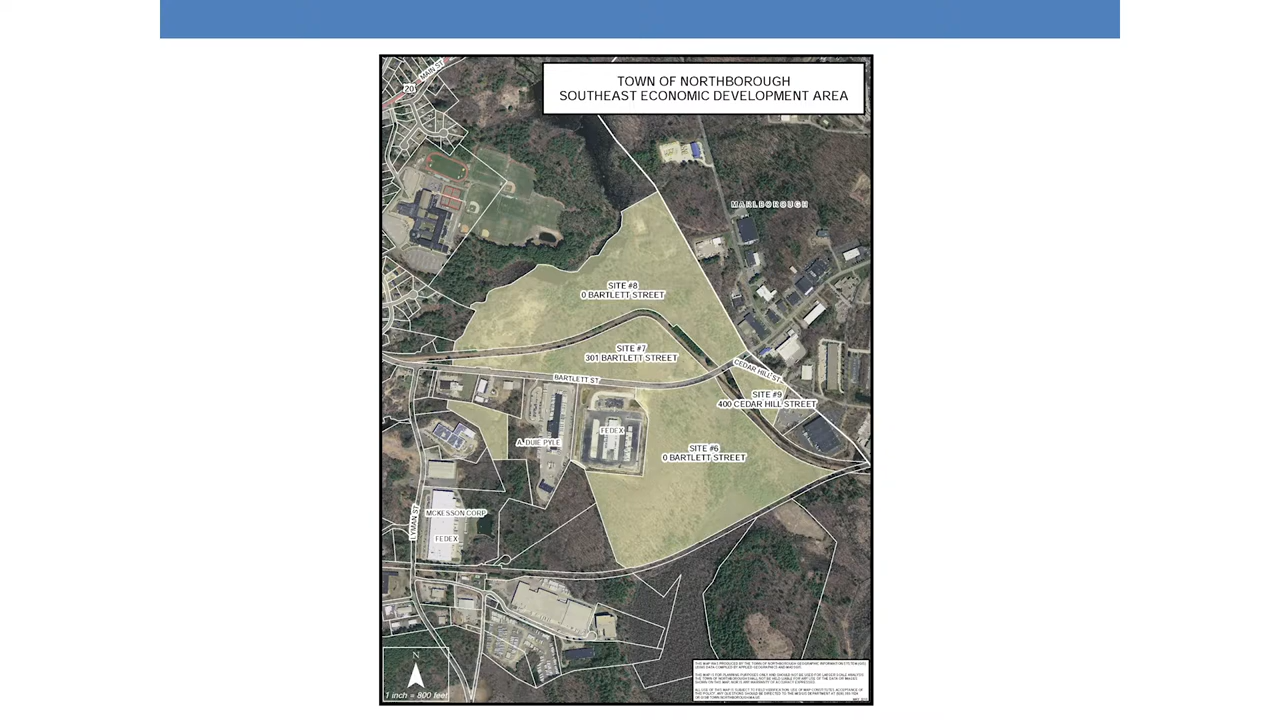 TOWN OF NORTHBOROUGH
SOUTHEAST ECONOMIC DEVELOPMENT AREA
MAIN ST
20
MARLBOROUGH
SITE #8
0 BARTLETT STREET
SITE #7
301 BARTLETT STREET
CEDAR HILL ST
BARTLETT ST
SITE #9
400 CEDAR HILL STREET
FEDEX
A. DUIE PYLE
SITE #6
0 BARTLETT STREET
LYMAN ST
MCKESSON CORP
FEDEX
N
1 inch = 800 feet